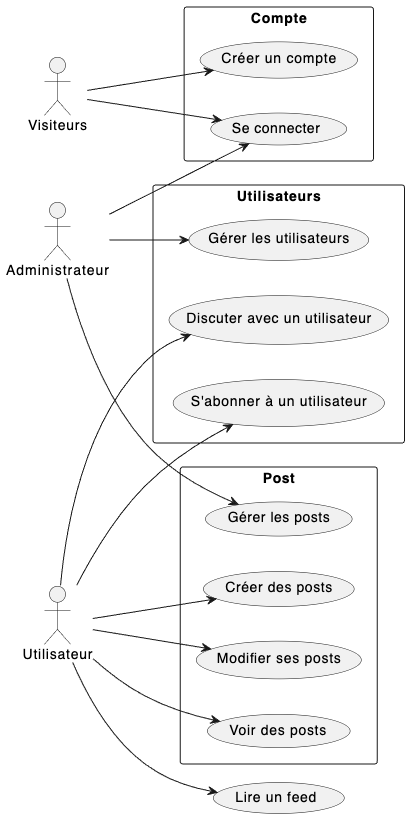 Compte
Créer un compte
Visiteurs
Se connecter
Utilisateurs
Gérer les utilisateurs
Administrateur
Discuter avec un utilisateur
S'abonner à un utilisateur
Post
Gérer les posts
Créer des posts
Utilisateur
Modifier ses posts
Voir des posts
Lire un feed